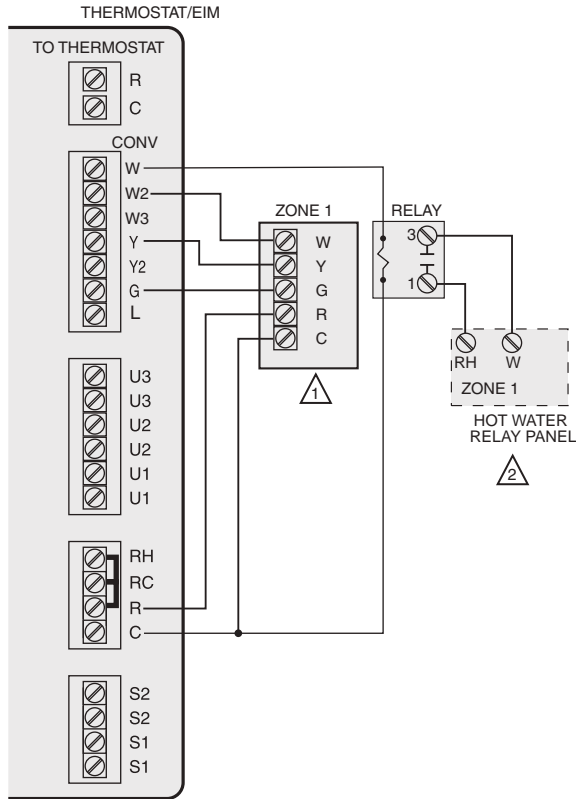 THERMOSTAT/EIM
TO THERMOSTAT
R
C
CONV
W
W2
W3
Y
Y2
G
L
U3
U3
U2
U2
U1
U1
RH
RC
R
C
S2
S2
S1
S1
ZONE 1
W
Y
G
R
C
1
RELAY
3
1
RH W
ZONE 1
HOT WATER
RELAY PANEL
2